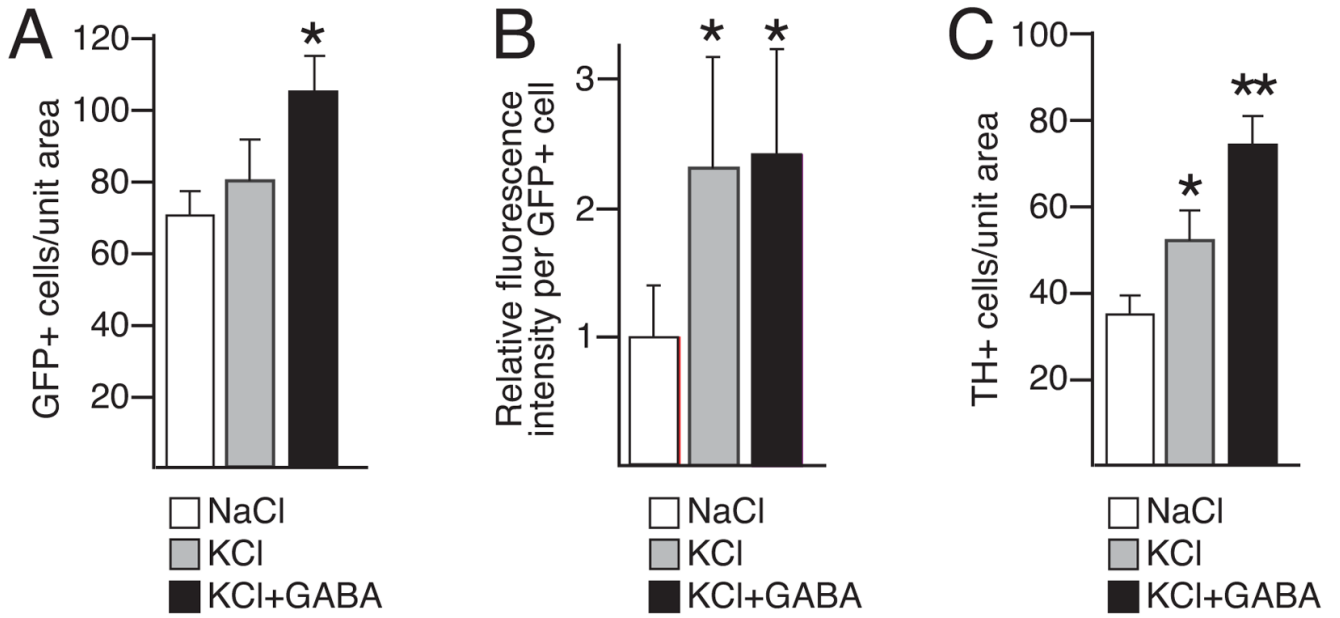 A
120
100
80
60
40
20
GFP+ cells/unit area
*
NaCl
KCl
KCl+GABA
B
3
2
1
Relative fluorescence
intensity per GFP+ cell
* *
NaCl
KCl
KCl+GABA
C
100
80
60
40
20
TH+ cells/unit area
*
**
NaCl
KCl
KCl+GABA